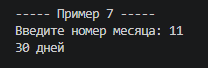 ----- Пример 7 -----
Введите номер месяца: 11
30 дней